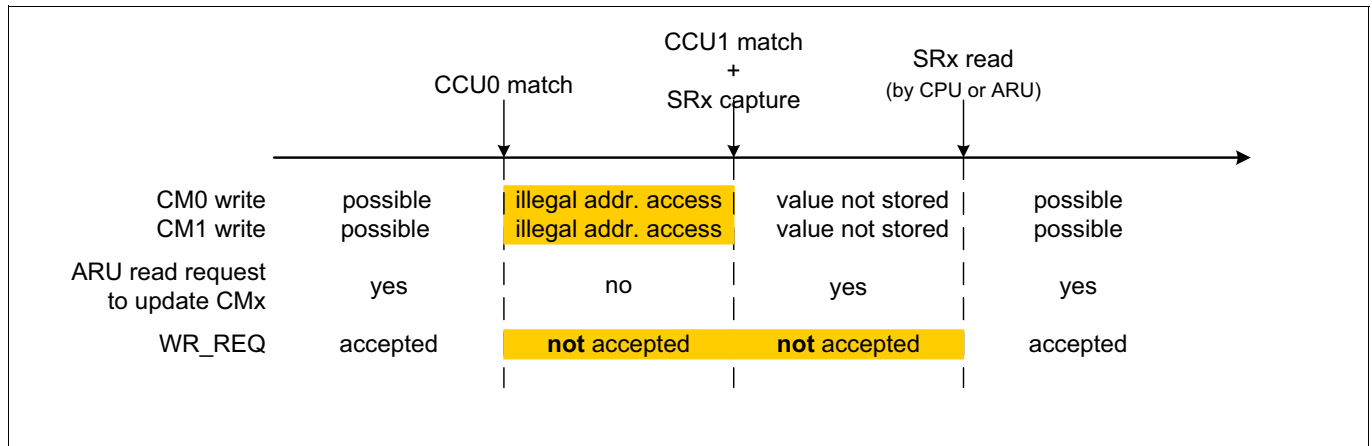 CCU0 match
CCU1 match
+
SRx capture
SRx read
(by CPU or ARU)
CM0 write possible illegal addr. access value not stored possible
CM1 write possible illegal addr. access value not stored possible
ARU read request
to update CMx yes no yes yes
WR_REQ accepted not accepted not accepted accepted